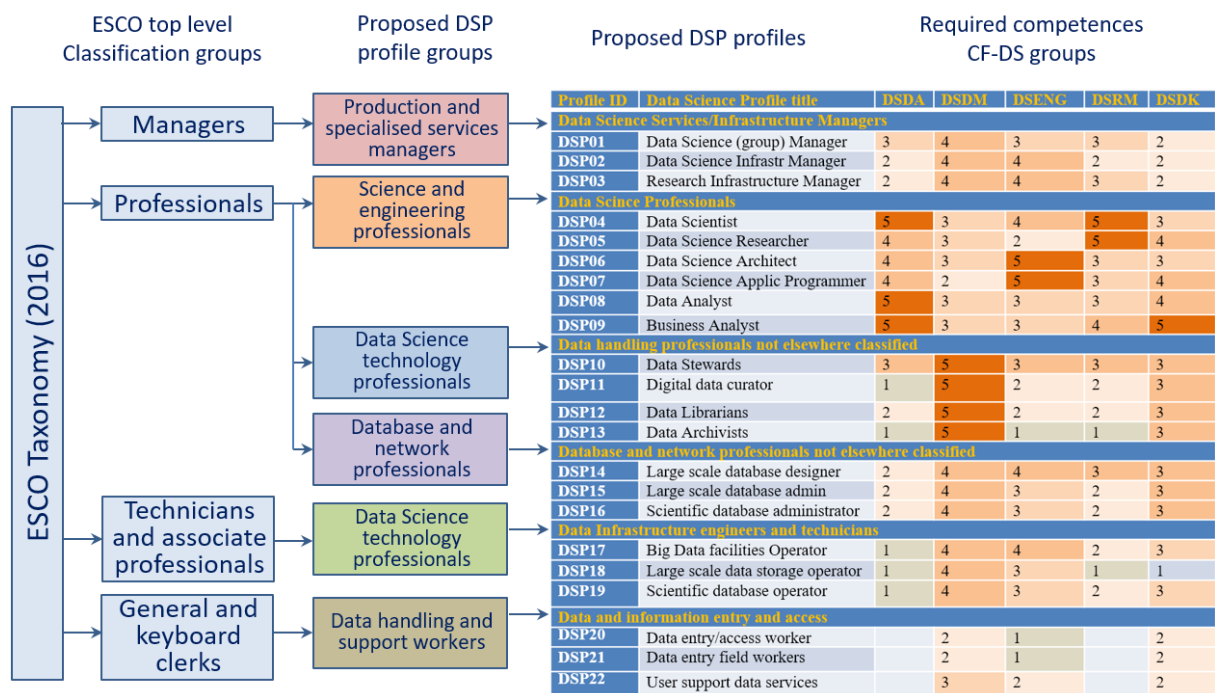 ESCO top level
Classification groups
Proposed DSP
profile groups
Proposed DSP profiles
Required competences
CF-DS groups
ESCO Taxonomy (2016)
Managers
Professionals
Technicians
and associate
professionals
General and
keyboard
clerks
Production and
specialised services
managers
Science and
engineering
professionals
Data Science
technology
professionals
Database and
network
professionals
Data Science
technology
professionals
Data handling and
support workers
Profile ID Data Science Profile title DSDA DSDM DSENG DSRM DSDK
Data Science Services/Infrastructure Managers
DSP01 Data Science (group) Manager 3 4 3 3 2
DSP02 Data Science Infrastr Manager 2 4 4 2 2
DSP03 Research Infrastructure Manager 2 4 4 3 2
Data Scince Professionals
DSP04 Data Scientist 5 3 4 5 3
DSP05 Data Science Researcher 4 3 2 5 4
DSP06 Data Science Architect 4 3 5 3 3
DSP07 Data Science Applic Programmer 4 2 5 3 4
DSP08 Data Analyst 5 3 3 3 4
DSP09 Business Analyst 5 3 3 4 5
Data handling professionals not elsewhere classified
DSP10 Data Stewards 3 5 3 3 3
DSP11 Digital data curator 1 5 2 2 3
DSP12 Data Librarians 2 5 2 2 3
DSP13 Data Archivists 1 5 1 1 3
Database and network professionals not elsewhere classified
DSP14 Large scale database designer 2 4 4 3 3
DSP15 Large scale database admin 2 4 3 2 3
DSP16 Scientific database administrator 2 4 3 2 3
Data Infrastructure engineers and technicians
DSP17 Big Data facilities Operator 1 4 4 2 3
DSP18 Large scale data storage operator 1 4 3 1 1
DSP19 Scientific database operator 1 4 3 2 3
Data and information entry and access
DSP20 Data entry/access worker 2 1 2
DSP21 Data entry field workers 2 1 2
DSP22 User support data services 3 2 2